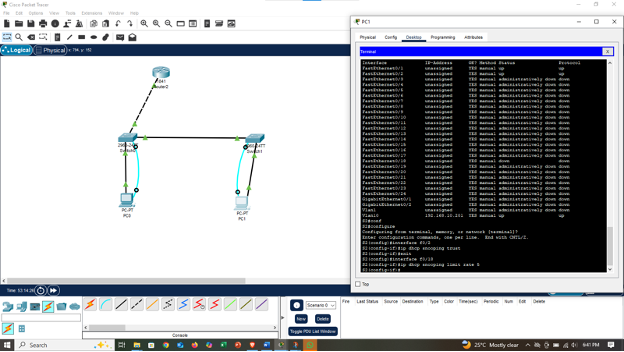 Cisco Packet Tracer
File Edit Options View Tools Extensions Window Help
Logical Physical x: 794, y: 152
2841
Router2
2960-24TT
Switch0
2960-24TT
Switch1
PC-PT
PC0
PC-PT
PC1
Time: 53:14:26
PC1
Physical Config Desktop Programming Attributes
Terminal X
Interface IP-Address OK? Method Status Protocol
FastEthernet0/1 unassigned YES manual up up
FastEthernet0/2 unassigned YES manual up up
FastEthernet0/3 unassigned YES manual administratively down down
FastEthernet0/4 unassigned YES manual administratively down down
FastEthernet0/5 unassigned YES manual administratively down down
FastEthernet0/6 unassigned YES manual administratively down down
FastEthernet0/7 unassigned YES manual administratively down down
FastEthernet0/8 unassigned YES manual administratively down down
FastEthernet0/9 unassigned YES manual administratively down down
FastEthernet0/10 unassigned YES manual administratively down down
FastEthernet0/11 unassigned YES manual administratively down down
FastEthernet0/12 unassigned YES manual administratively down down
FastEthernet0/13 unassigned YES manual administratively down down
FastEthernet0/14 unassigned YES manual administratively down down
FastEthernet0/15 unassigned YES manual administratively down down
FastEthernet0/16 unassigned YES manual administratively down down
FastEthernet0/17 unassigned YES manual administratively down down
FastEthernet0/18 unassigned YES manual down down
FastEthernet0/19 unassigned YES manual administratively down down
FastEthernet0/20 unassigned YES manual administratively down down
FastEthernet0/21 unassigned YES manual administratively down down
FastEthernet0/22 unassigned YES manual administratively down down
FastEthernet0/23 unassigned YES manual administratively down down
FastEthernet0/24 unassigned YES manual administratively down down
GigabitEthernet0/1 unassigned YES manual administratively down down
GigabitEthernet0/2 unassigned YES manual administratively down down
Vlan1 unassigned YES manual administratively down down
Vlan10 192.168.10.201 YES manual up up
S2#conf
S2#configure
Configuring from terminal, memory, or network [terminal]?
Enter configuration commands, one per line. End with CNTL/Z.
S2(config)#interface f0/1
S2(config-if)#ip dhcp snooping trust
S2(config-if)#exit
S2(config)#interface f0/18
S2(config-if)#ip dhcp snooping limit rate 5
S2(config-if)#
Top
Console
Scenario 0
New Delete
Toggle PDU List Window
Fire Last Status Source Destination Type Color Time(sec) Periodic Num Edit Delete
Search
25°C Mostly clear
6:41 PM